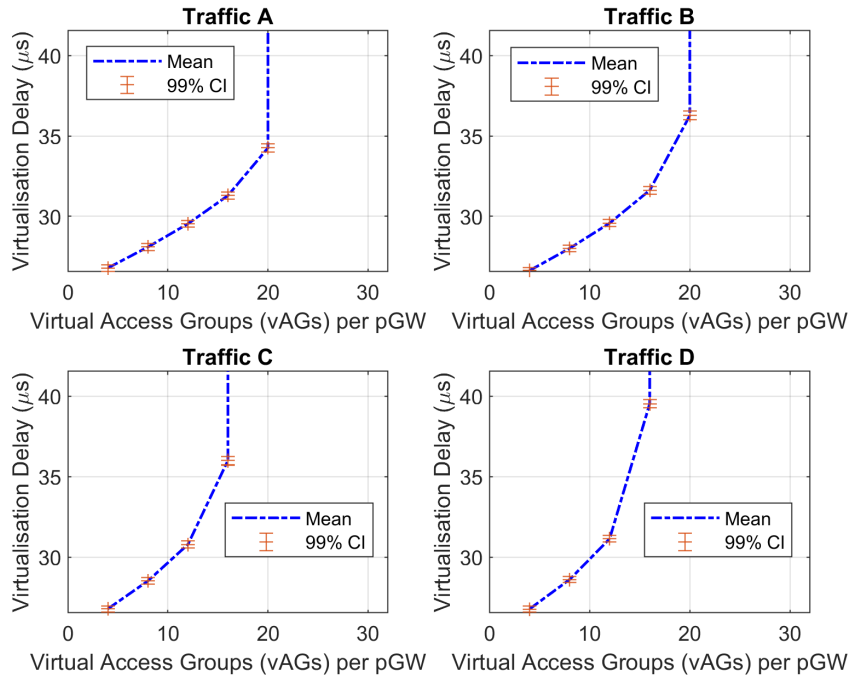 Traffic A
Virtualisation Delay (μs)
40
35
30
Mean
99% CI
0
10
20
30
Virtual Access Groups (vAGs) per pGW
Traffic B
Virtualisation Delay (μs)
40
35
30
Mean
99% CI
0
10
20
30
Virtual Access Groups (vAGs) per pGW
Traffic C
Virtualisation Delay (μs)
40
35
30
Mean
99% CI
0
10
20
30
Virtual Access Groups (vAGs) per pGW
Traffic D
Virtualisation Delay (μs)
40
35
30
Mean
99% CI
0
10
20
30
Virtual Access Groups (vAGs) per pGW